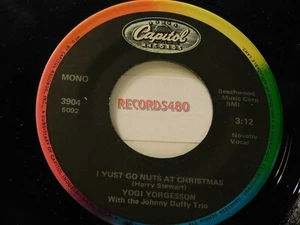 Capitol
RECORDS
MONO
3904
5092
RECORDS480
Beechwood
Music Corp.
BMI
3:12
Novelty
Vocal
I YUST GO NUTS AT CHRISTMAS
(Harry Stewart)
YOGI YORGESSON
With the Johnny Duffy Trio